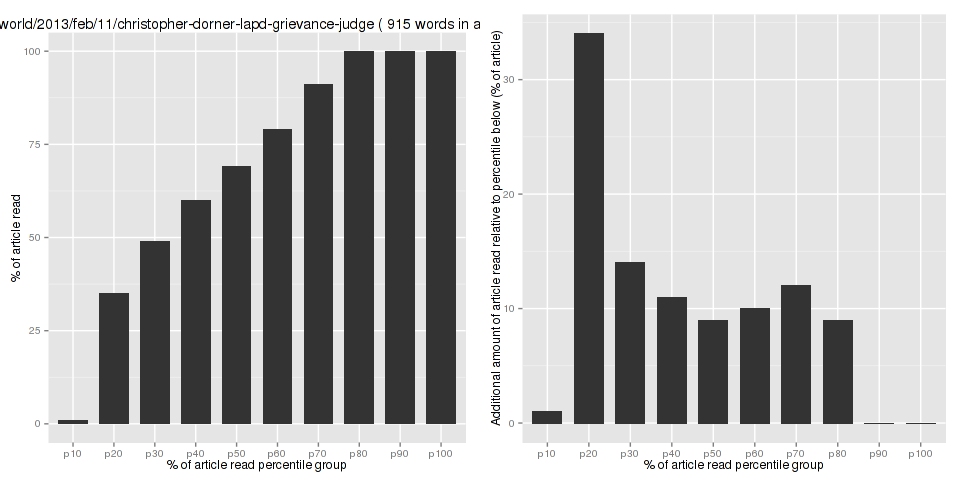 world/2013/feb/11/christopher-dorner-lapd-grievance-judge ( 915 words in a
% of article read
100
75
50
25
0
p10 p20 p30 p40 p50 p60 p70 p80 p90 p100
% of article read percentile group
Additional amount of article read relative to percentile below (% of article)
30
20
10
0
p10 p20 p30 p40 p50 p60 p70 p80 p90 p100
% of article read percentile group